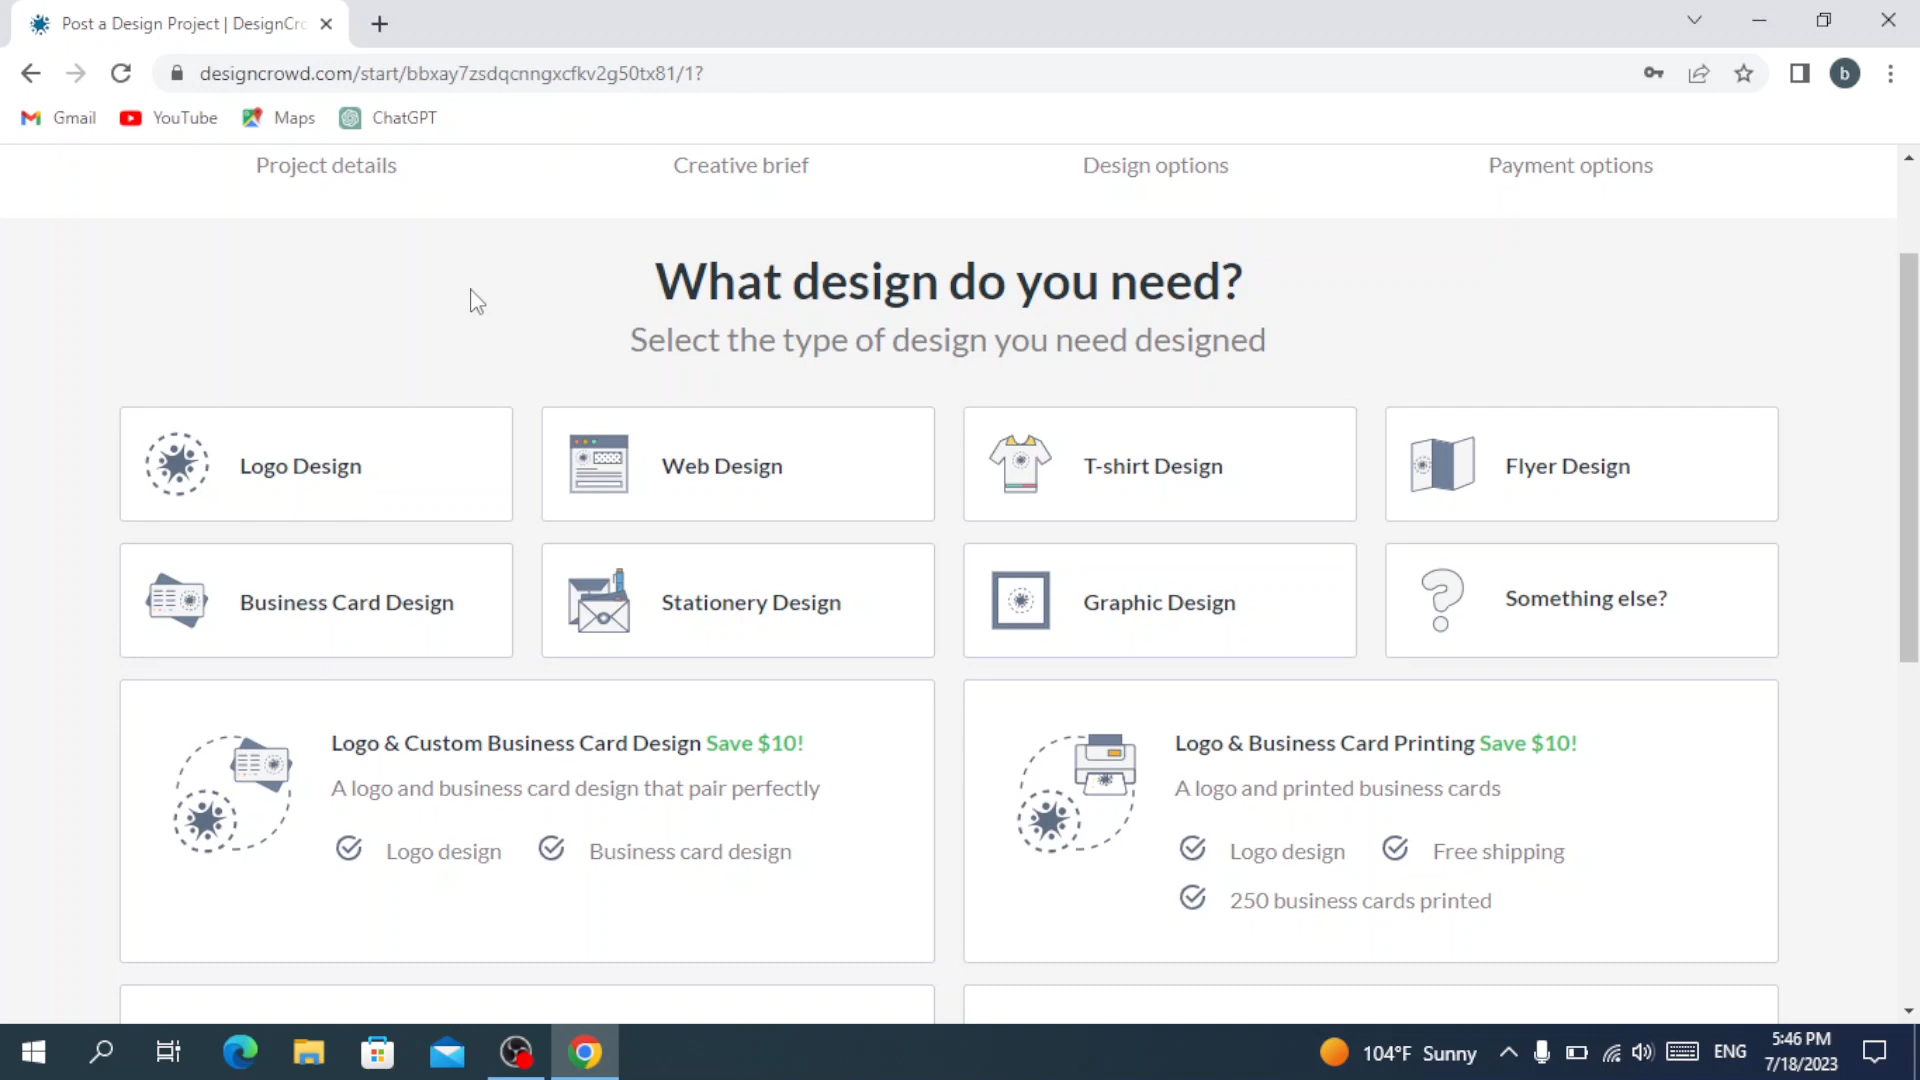 Post a Design Project | DesignCro
designcrowd.com/start/bbxay7zsdqcnngxcfkv2g50tx81/1?
b
Gmail YouTube Maps ChatGPT
Project details Creative brief Design options Payment options
What design do you need?
Select the type of design you need designed
Logo Design Web Design T-shirt Design Flyer Design
Business Card Design Stationery Design Graphic Design Something else?
Logo & Custom Business Card Design Save $10!
A logo and business card design that pair perfectly
Logo design Business card design
Logo & Business Card Printing Save $10!
A logo and printed business cards
Logo design Free shipping
250 business cards printed
104°F Sunny ENG
5:46 PM
7/18/2023